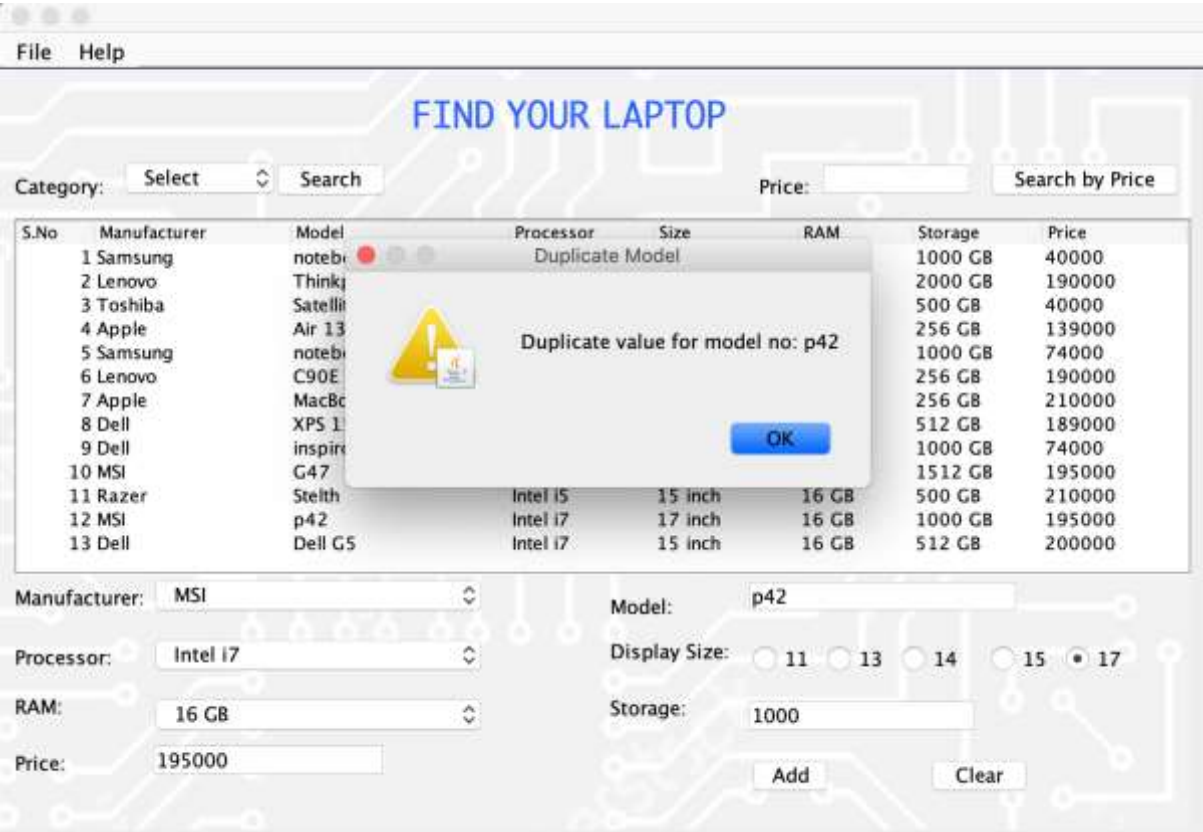 File Help
FIND YOUR LAPTOP
Category: Select Search Price: Search by Price
S.No Manufacturer Model Processor Size RAM Storage Price
Duplicate Model
Duplicate value for model no: p42
OK
1 Samsung 1000 GB 40000
2 Lenovo 2000 GB 190000
3 Toshiba 500 GB 40000
4 Apple Air 13 256 GB 139000
5 Samsung 1000 GB 74000
6 Lenovo C90E 256 GB 190000
7 Apple 256 GB 210000
8 Dell XPS 512 GB 189000
9 Dell 1000 GB 74000
10 MSI G47 1512 GB 195000
11 Razer Stelth Intel i5 15 inch 16 GB 500 GB 210000
12 MSI p42 Intel i7 17 inch 16 GB 1000 GB 195000
13 Dell Dell G5 Intel i7 15 inch 16 GB 512 GB 200000
Manufacturer: MSI Model: p42
Processor: Intel i7 Display Size: 11 13 14 15 17
RAM: 16 GB Storage: 1000
Price: 195000 Add Clear